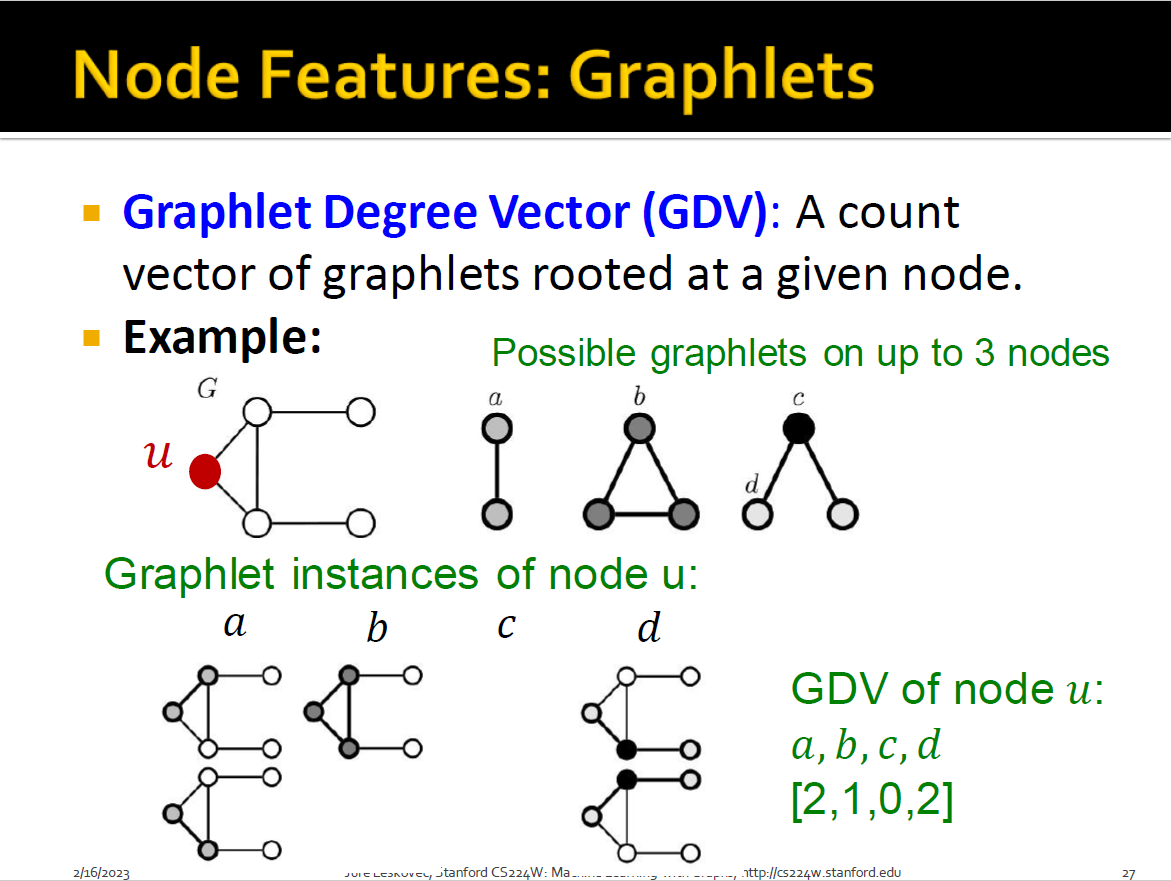 Node Features: Graphlets
Graphlet Degree Vector (GDV): A count
vector of graphlets rooted at a given node.
Example:
Possible graphlets on up to 3 nodes
G
a
b
c
u
d
Graphlet instances of node u:
a b c d
GDV of node u:
a, b, c, d
[2,1,0,2]
2/16/2023
Jure Leskovec, Stanford CS224W: Machine Learning with Graphs, http://cs224w.stanford.edu
27